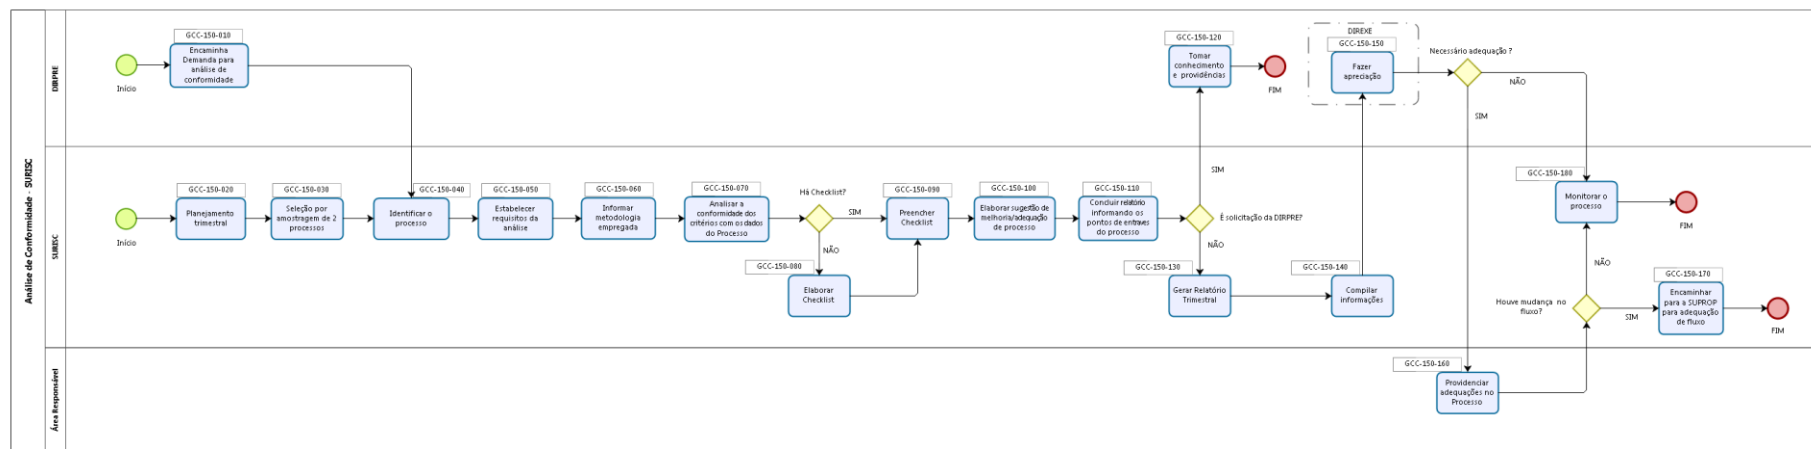 Análise de Conformidade - SURISC
DIRPRE
GCC-150-010
Encaminha
Demanda para
análise de
conformidade
Início
GCC-150-120
Tomar
conhecimento
e providências
FIM
DIREXE
GCC-150-150
Fazer
apreciação
Necessário adequação ?
NÃO
SIM
SURISC
Início
GCC-150-020
Planejamento
trimestral
GCC-150-030
Seleção por
amostragem de 2
processos
GCC-150-040
Identificar o
processo
GCC-150-050
Estabelecer
requisitos da
análise
GCC-150-060
Informar
metodologia
empregada
GCC-150-070
Analisar a
conformidade dos
critérios com os dados
do Processo
Há Checklist?
SIM
NÃO
GCC-150-080
Elaborar
Checklist
GCC-150-090
Preencher
Checklist
GCC-150-100
Elaborar sugestão de
melhoria/adequação
de processo
GCC-150-110
Concluir relatório
informando os
pontos de entraves
do processo
SIM
É solicitação da DIRPRE?
NÃO
GCC-150-130
Gerar Relatório
Trimestral
GCC-150-140
Compilar
informações
GCC-150-180
Monitorar o
processo
FIM
NÃO
Houve mudança no
fluxo?
SIM
GCC-150-170
Encaminhar
para a SUPROP
para adequação
de fluxo
FIM
Área Responsável
GCC-150-160
Providenciar
adequações no
Processo